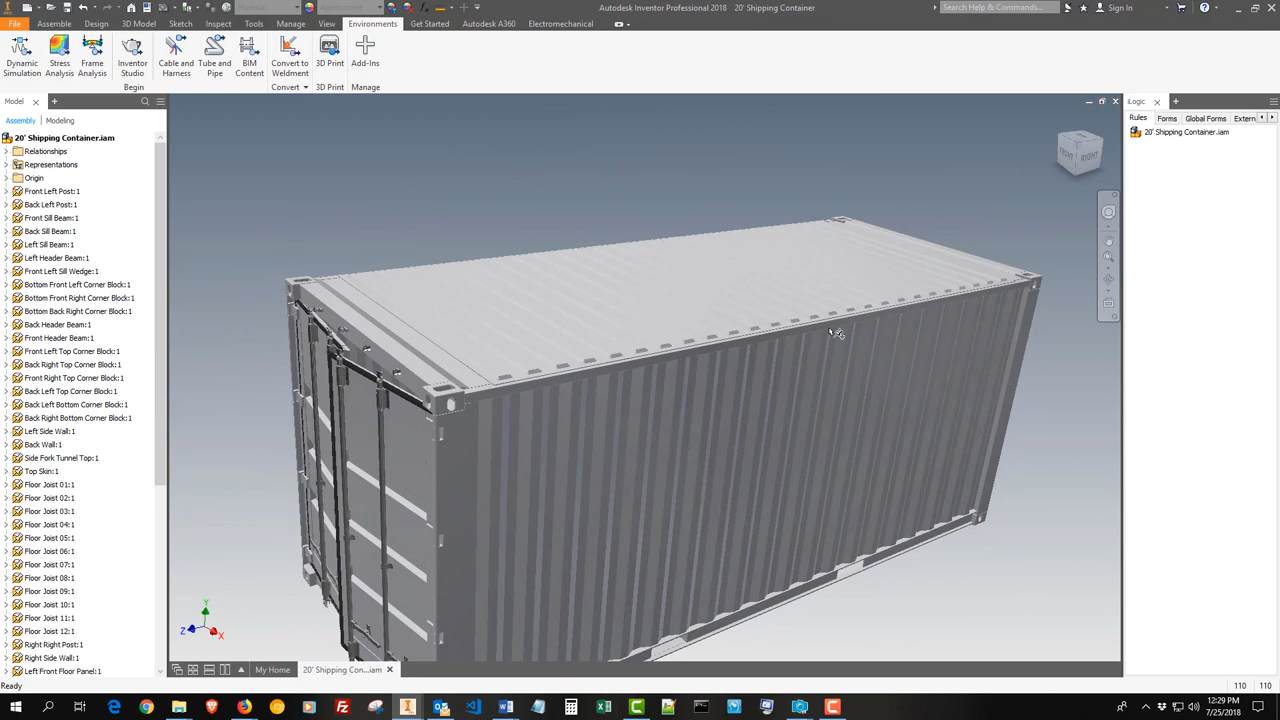 Material
Appearance
Autodesk Inventor Professional 2018 20' Shipping Container
Search Help & Commands...
Sign In
File
Assemble
Design
3D Model
Sketch
Inspect
Tools
Manage
View
Environments
Get Started
Autodesk A360
Electromechanical
Dynamic Simulation
Stress Analysis
Frame Analysis
Inventor Studio
Cable and Harness
Tube and Pipe
BIM Content
Convert to Weldment
3D Print
Add-Ins
Begin
Convert
3D Print
Manage
Model
Assembly
Modeling
20' Shipping Container.iam
Relationships
Representations
Origin
Front Left Post:1
Back Left Post:1
Front Sill Beam:1
Back Sill Beam:1
Left Sill Beam:1
Left Header Beam:1
Front Left Sill Wedge:1
Bottom Front Left Corner Block:1
Bottom Front Right Corner Block:1
Bottom Back Right Corner Block:1
Back Header Beam:1
Front Header Beam:1
Front Left Top Corner Block:1
Back Right Top Corner Block:1
Front Right Top Corner Block:1
Back Left Top Corner Block:1
Back Left Bottom Corner Block:1
Back Right Bottom Corner Block:1
Left Side Wall:1
Back Wall:1
Side Fork Tunnel Top:1
Top Skin:1
Floor Joist 01:1
Floor Joist 02:1
Floor Joist 03:1
Floor Joist 04:1
Floor Joist 05:1
Floor Joist 06:1
Floor Joist 07:1
Floor Joist 08:1
Floor Joist 09:1
Floor Joist 10:1
Floor Joist 11:1
Floor Joist 12:1
Right Right Post:1
Right Side Wall:1
Left Front Floor Panel:1
FRONT
RIGHT
Y
Z
X
iLogic
Rules
Forms
Global Forms
Extern
20' Shipping Container.iam
My Home
20' Shipping Con...iam
Ready
110
110
12:29 PM
7/25/2018